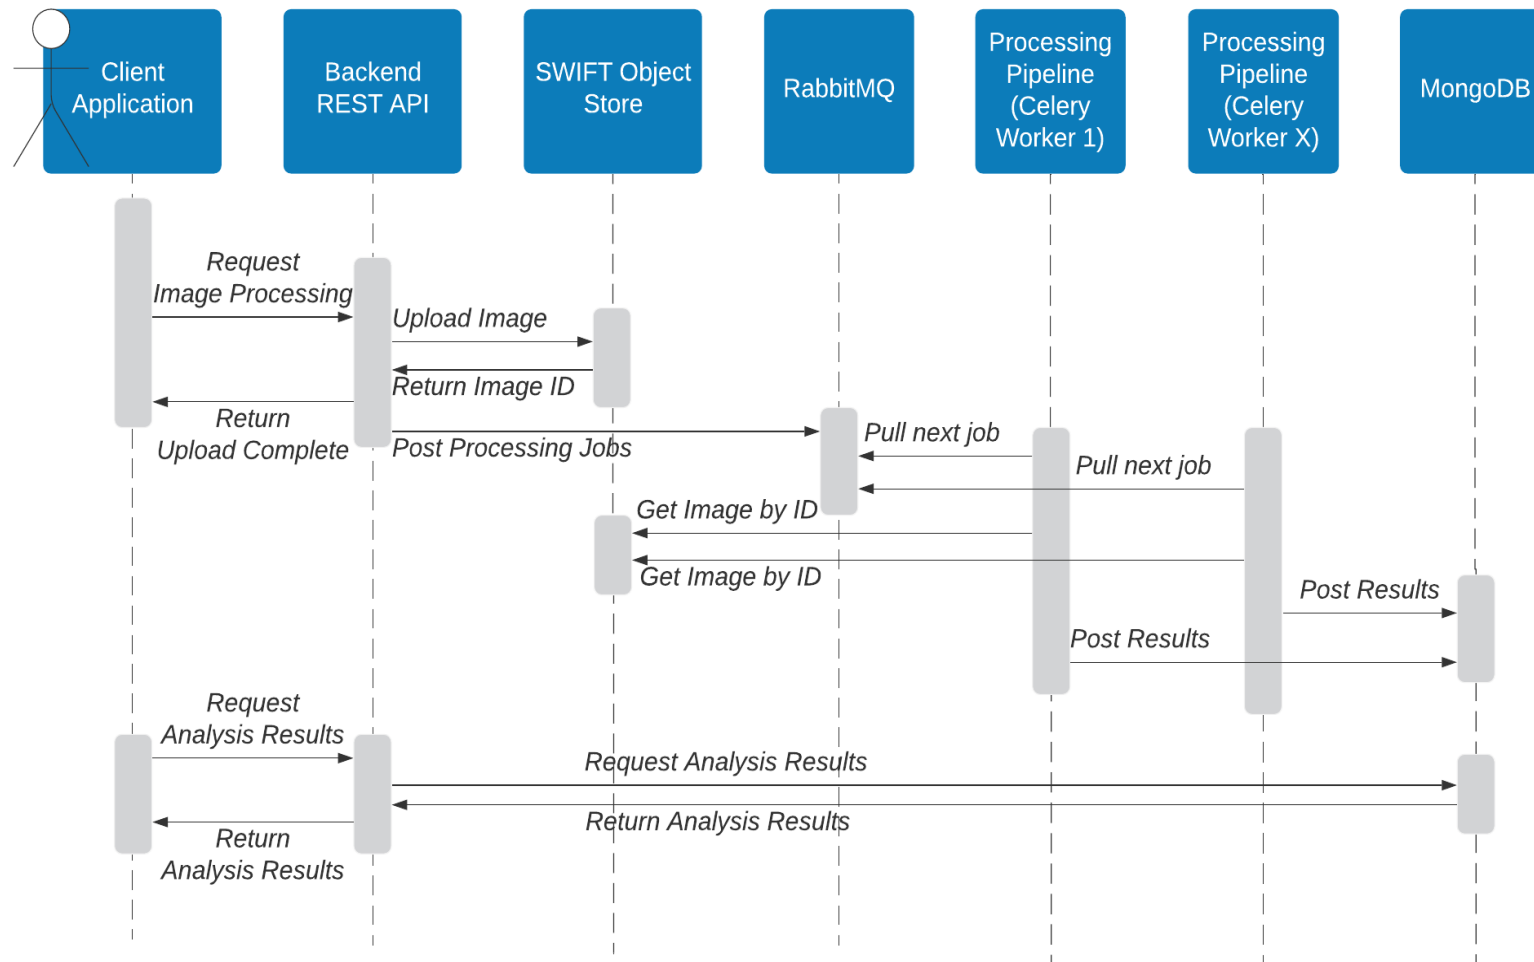 Client
Application
Backend
REST API
SWIFT Object
Store
RabbitMQ
Processing
Pipeline
(Celery
Worker 1)
Processing
Pipeline
(Celery
Worker X)
MongoDB
Request
Image Processing
Upload Image
Return Image ID
Return
Upload Complete
Post Processing Jobs
Pull next job
Pull next job
Get Image by ID
Get Image by ID
Post Results
Post Results
Request
Analysis Results
Request Analysis Results
Return Analysis Results
Return
Analysis Results